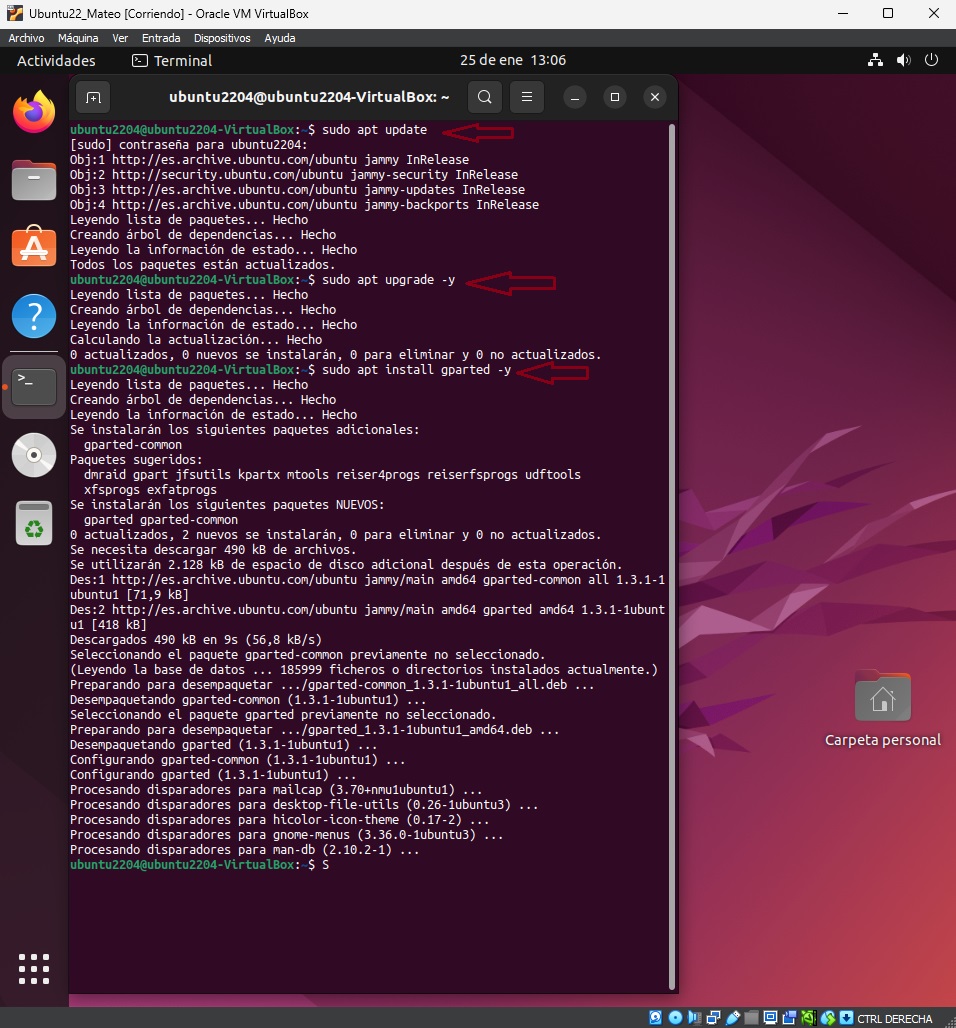 Ubuntu22_Mateo [Corriendo] - Oracle VM VirtualBox
Archivo Máquina Ver Entrada Dispositivos Ayuda
Actividades Terminal 25 de ene 13:06
ubuntu2204@ubuntu2204-VirtualBox: ~
ubuntu2204@ubuntu2204-VirtualBox:~$ sudo apt update
[sudo] contraseña para ubuntu2204:
Obj:1 http://es.archive.ubuntu.com/ubuntu jammy InRelease
Obj:2 http://security.ubuntu.com/ubuntu jammy-security InRelease
Obj:3 http://es.archive.ubuntu.com/ubuntu jammy-updates InRelease
Obj:4 http://es.archive.ubuntu.com/ubuntu jammy-backports InRelease
Leyendo lista de paquetes... Hecho
Creando árbol de dependencias... Hecho
Leyendo la información de estado... Hecho
Todos los paquetes están actualizados.
ubuntu2204@ubuntu2204-VirtualBox:~$ sudo apt upgrade -y
Leyendo lista de paquetes... Hecho
Creando árbol de dependencias... Hecho
Leyendo la información de estado... Hecho
Calculando la actualización... Hecho
0 actualizados, 0 nuevos se instalarán, 0 para eliminar y 0 no actualizados.
ubuntu2204@ubuntu2204-VirtualBox:~$ sudo apt install gparted -y
Leyendo lista de paquetes... Hecho
Creando árbol de dependencias... Hecho
Leyendo la información de estado... Hecho
Se instalarán los siguientes paquetes adicionales:
gparted-common
Paquetes sugeridos:
dmraid gpart jfsutils kpartx mtools reiser4progs reiserfsprogs udftools
xfsprogs exfatprogs
Se instalarán los siguientes paquetes NUEVOS:
gparted gparted-common
0 actualizados, 2 nuevos se instalarán, 0 para eliminar y 0 no actualizados.
Se necesita descargar 490 kB de archivos.
Se utilizarán 2.128 kB de espacio de disco adicional después de esta operación.
Des:1 http://es.archive.ubuntu.com/ubuntu jammy/main amd64 gparted-common all 1.3.1-1
ubuntu1 [71,9 kB]
Des:2 http://es.archive.ubuntu.com/ubuntu jammy/main amd64 gparted amd64 1.3.1-1ubunt
u1 [418 kB]
Descargados 490 kB en 9s (56,8 kB/s)
Seleccionando el paquete gparted-common previamente no seleccionado.
(Leyendo la base de datos ... 185999 ficheros o directorios instalados actualmente.)
Preparando para desempaquetar .../gparted-common_1.3.1-1ubuntu1_all.deb ...
Desempaquetando gparted-common (1.3.1-1ubuntu1) ...
Seleccionando el paquete gparted previamente no seleccionado.
Preparando para desempaquetar .../gparted_1.3.1-1ubuntu1_amd64.deb ...
Desempaquetando gparted (1.3.1-1ubuntu1) ...
Configurando gparted-common (1.3.1-1ubuntu1) ...
Configurando gparted (1.3.1-1ubuntu1) ...
Procesando disparadores para mailcap (3.70+nmu1ubuntu1) ...
Procesando disparadores para desktop-file-utils (0.26-1ubuntu3) ...
Procesando disparadores para hicolor-icon-theme (0.17-2) ...
Procesando disparadores para gnome-menus (3.36.0-1ubuntu3) ...
Procesando disparadores para man-db (2.10.2-1) ...
ubuntu2204@ubuntu2204-VirtualBox:~$ S
Carpeta personal
CTRL DERECHA